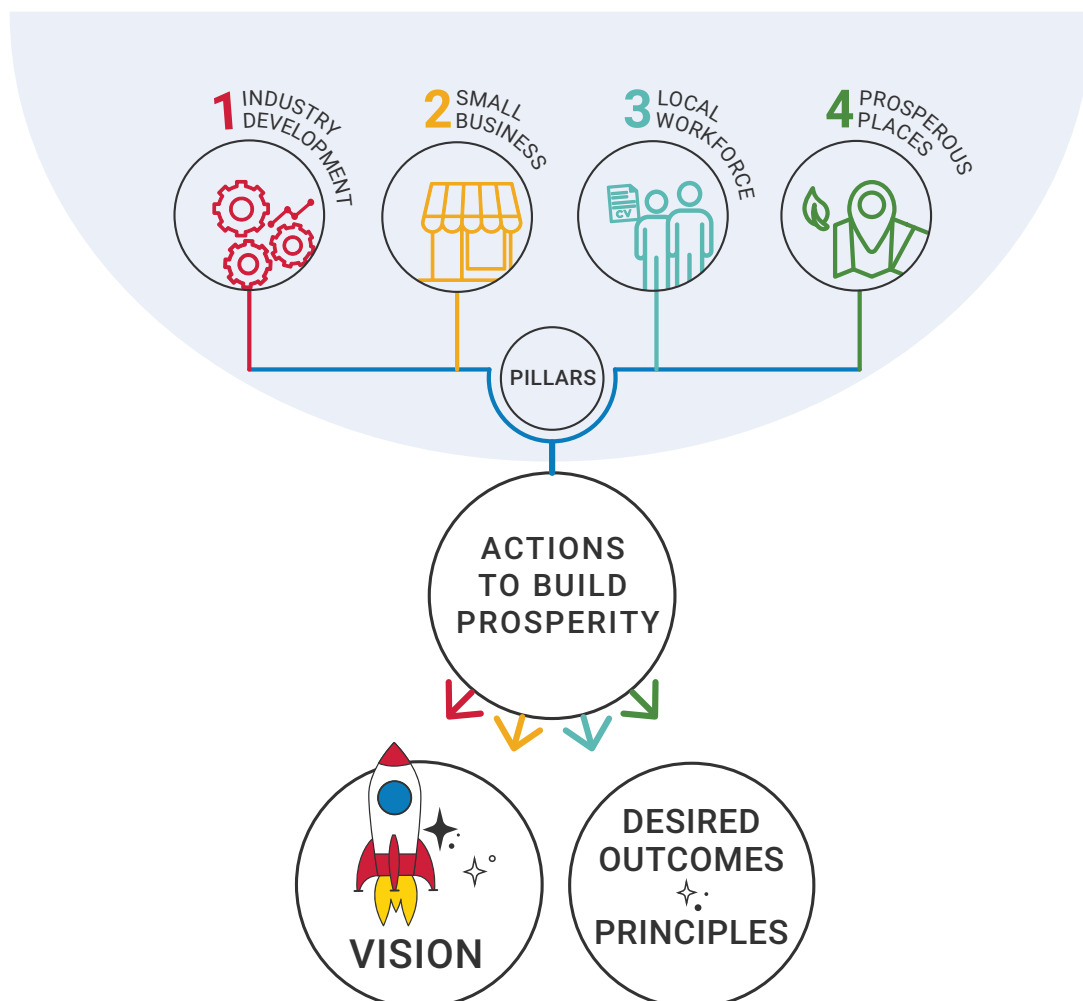 1 INDUSTRY
DEVELOPMENT
2 SMALL
BUSINESS
3 LOCAL
WORKFORCE
4 PROSPEROUS
PLACES
CV
PILLARS
ACTIONS
TO BUILD
PROSPERITY
VISION
DESIRED
OUTCOMES
PRINCIPLES